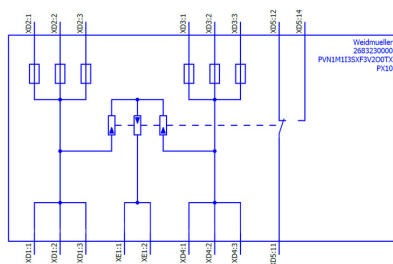 XD2:1
XD2:2
XD2:3
XD3:1
XD3:2
XD3:3
XD5:12
XD5:14
Weidmueller
2683230000
PVN1M1I3SXF3V2O0TX
PX10
XD1:1
XD1:2
XD1:3
XE1:1
XE1:2
XD4:1
XD4:2
XD4:3
XD5:11